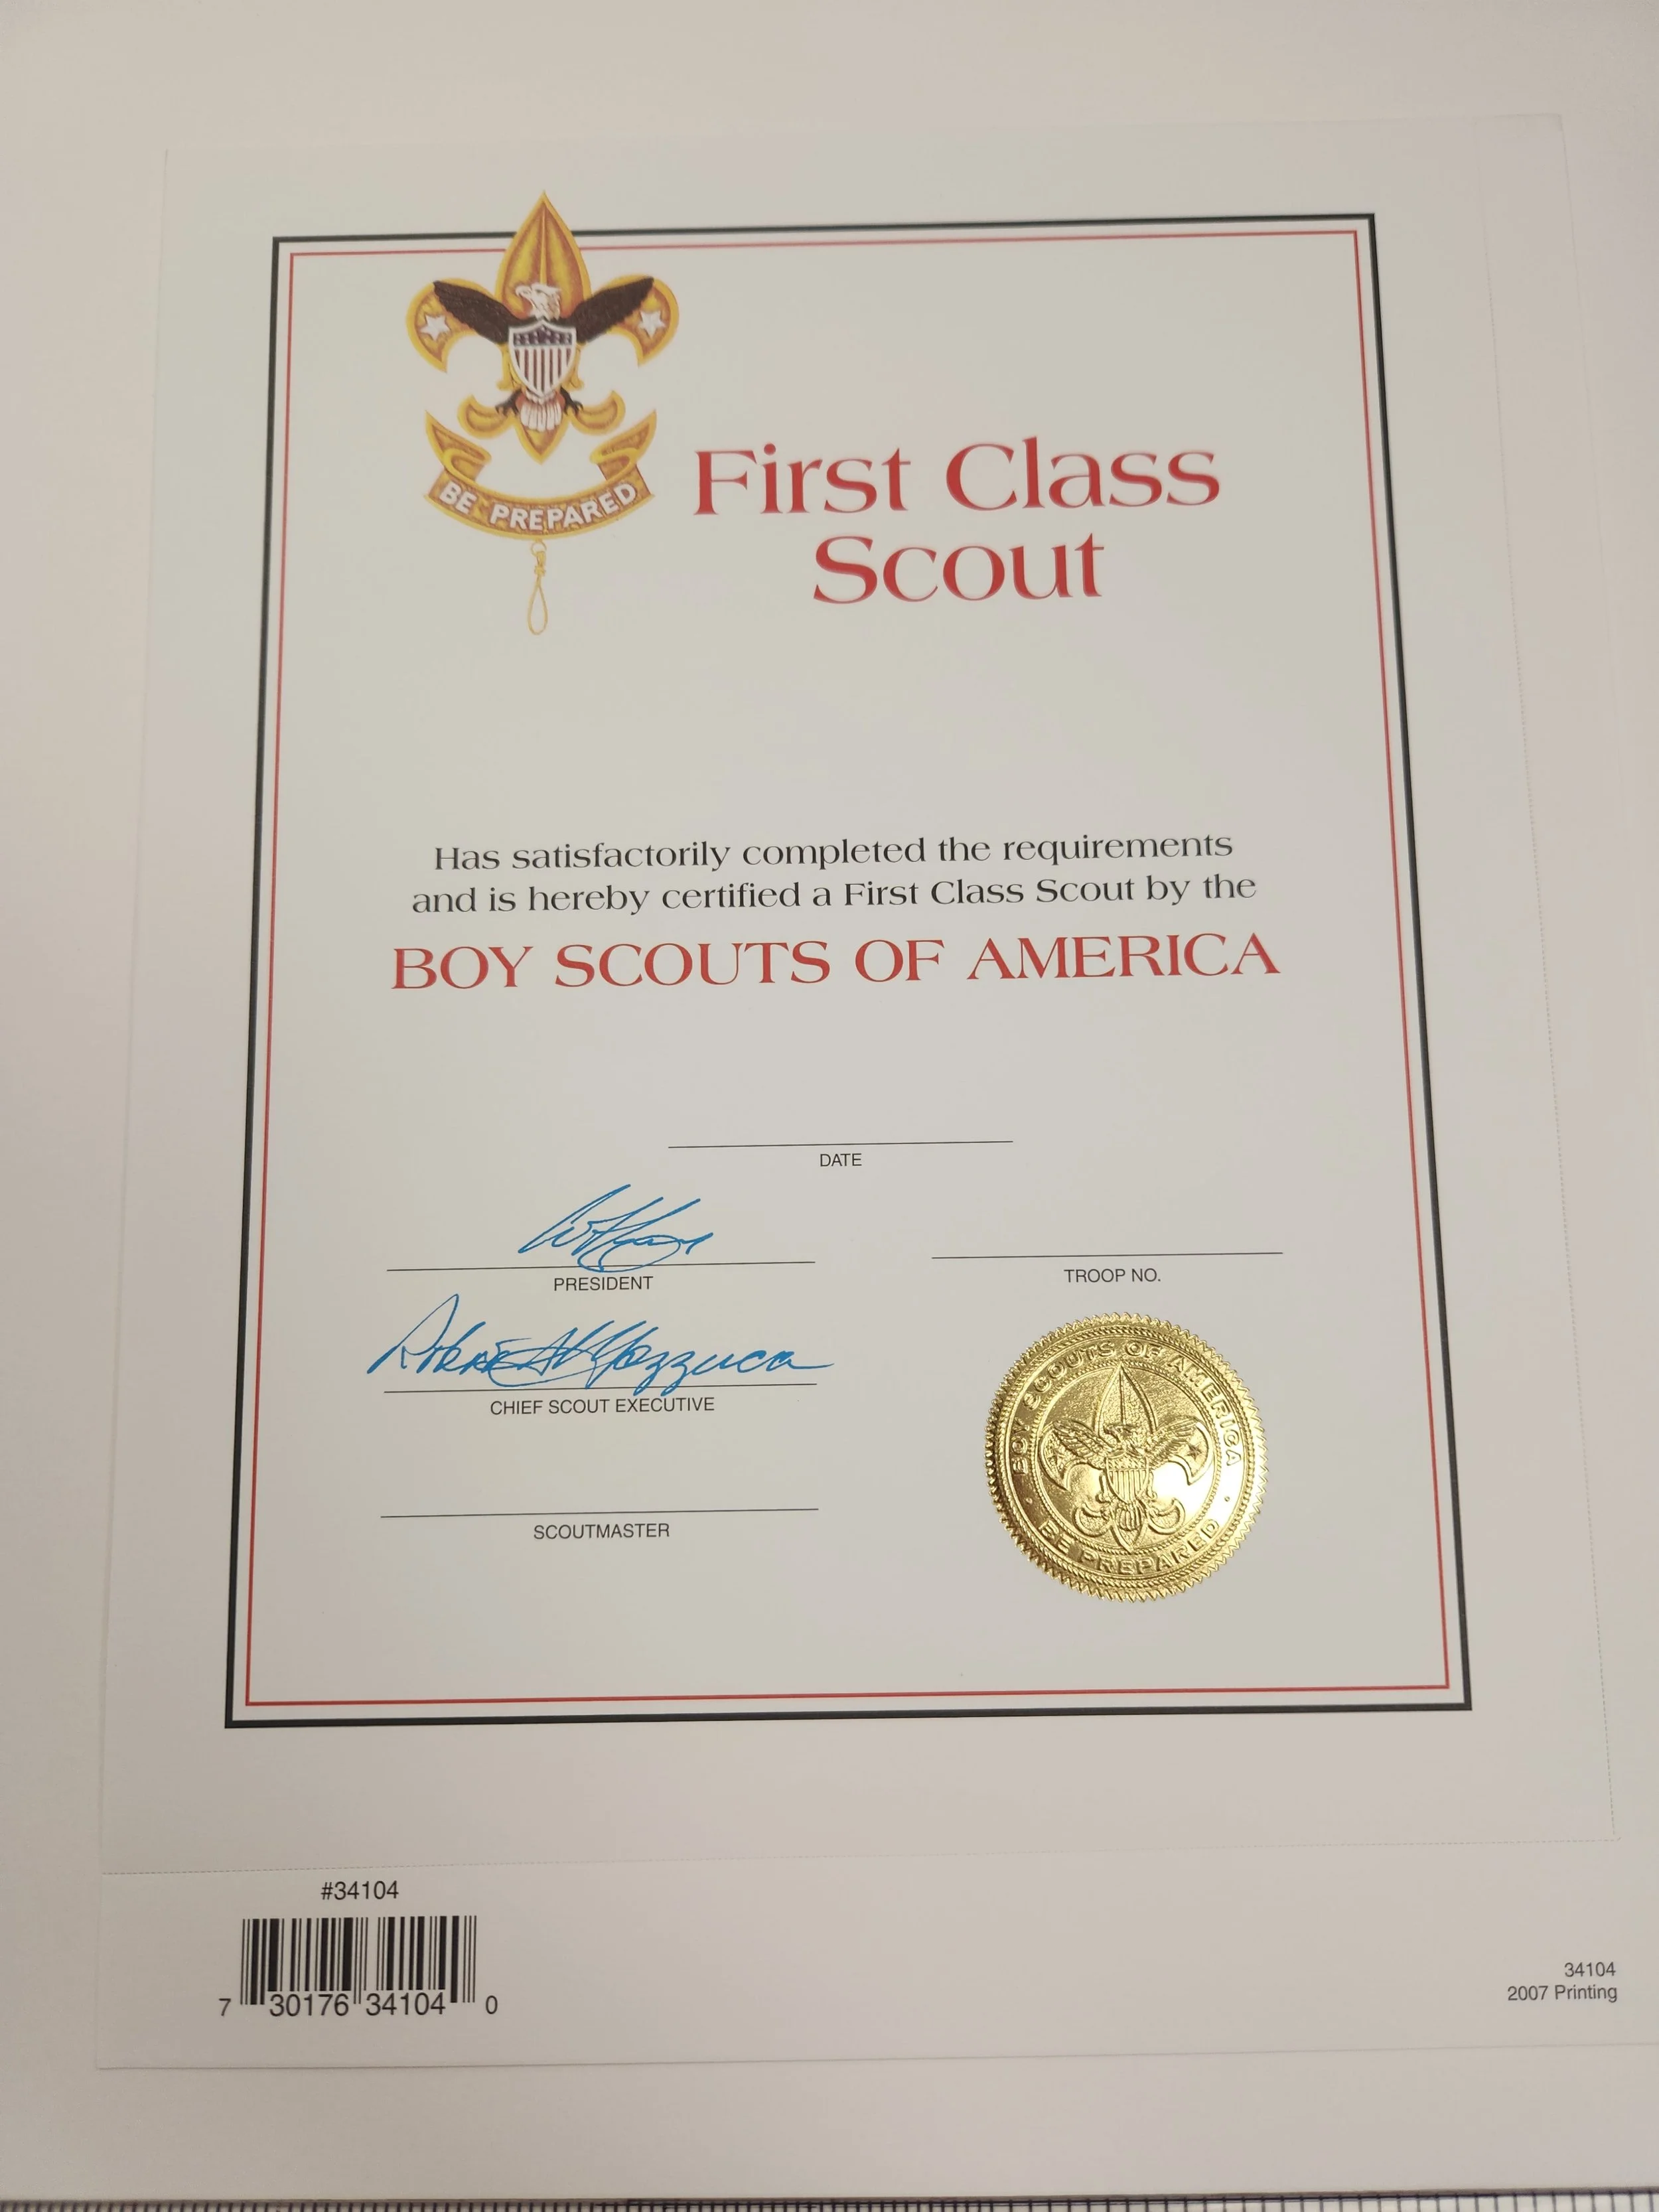 BE PREPARED
First Class
Scout
Has satisfactorily completed the requirements
and is hereby certified a First Class Scout by the
BOY SCOUTS OF AMERICA
DATE
PRESIDENT
TROOP NO.
Mazzuca
CHIEF SCOUT EXECUTIVE
SCOUTMASTER
BOY SCOUTS OF AMERICA
BE PREPARED
#34104
7 30176 34104 0
34104
2007 Printing